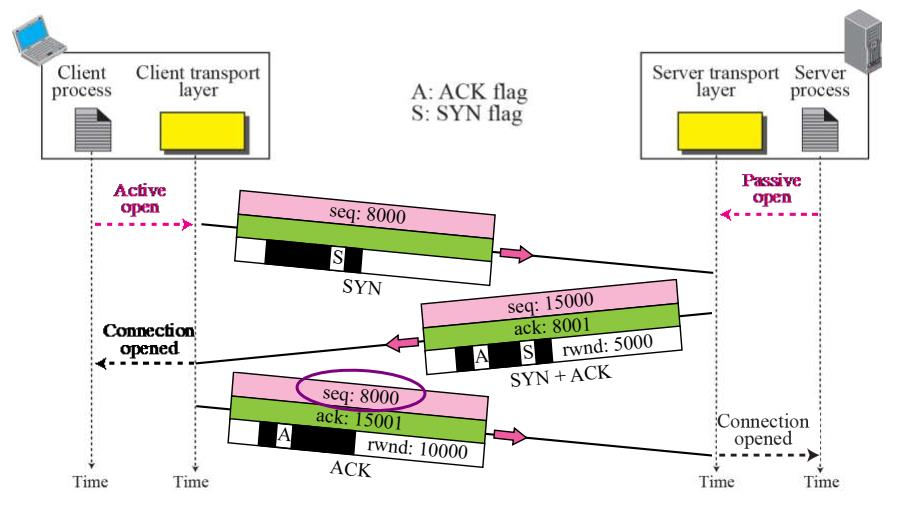 Client process
Client transport layer
A: ACK flag
S: SYN flag
Server transport layer
Server process
Active open
Passive open
seq: 8000
S
SYN
seq: 15000
ack: 8001
A S rwnd: 5000
SYN + ACK
Connection opened
seq: 8000
ack: 15001
A rwnd: 10000
ACK
Connection opened
Time
Time
Time
Time